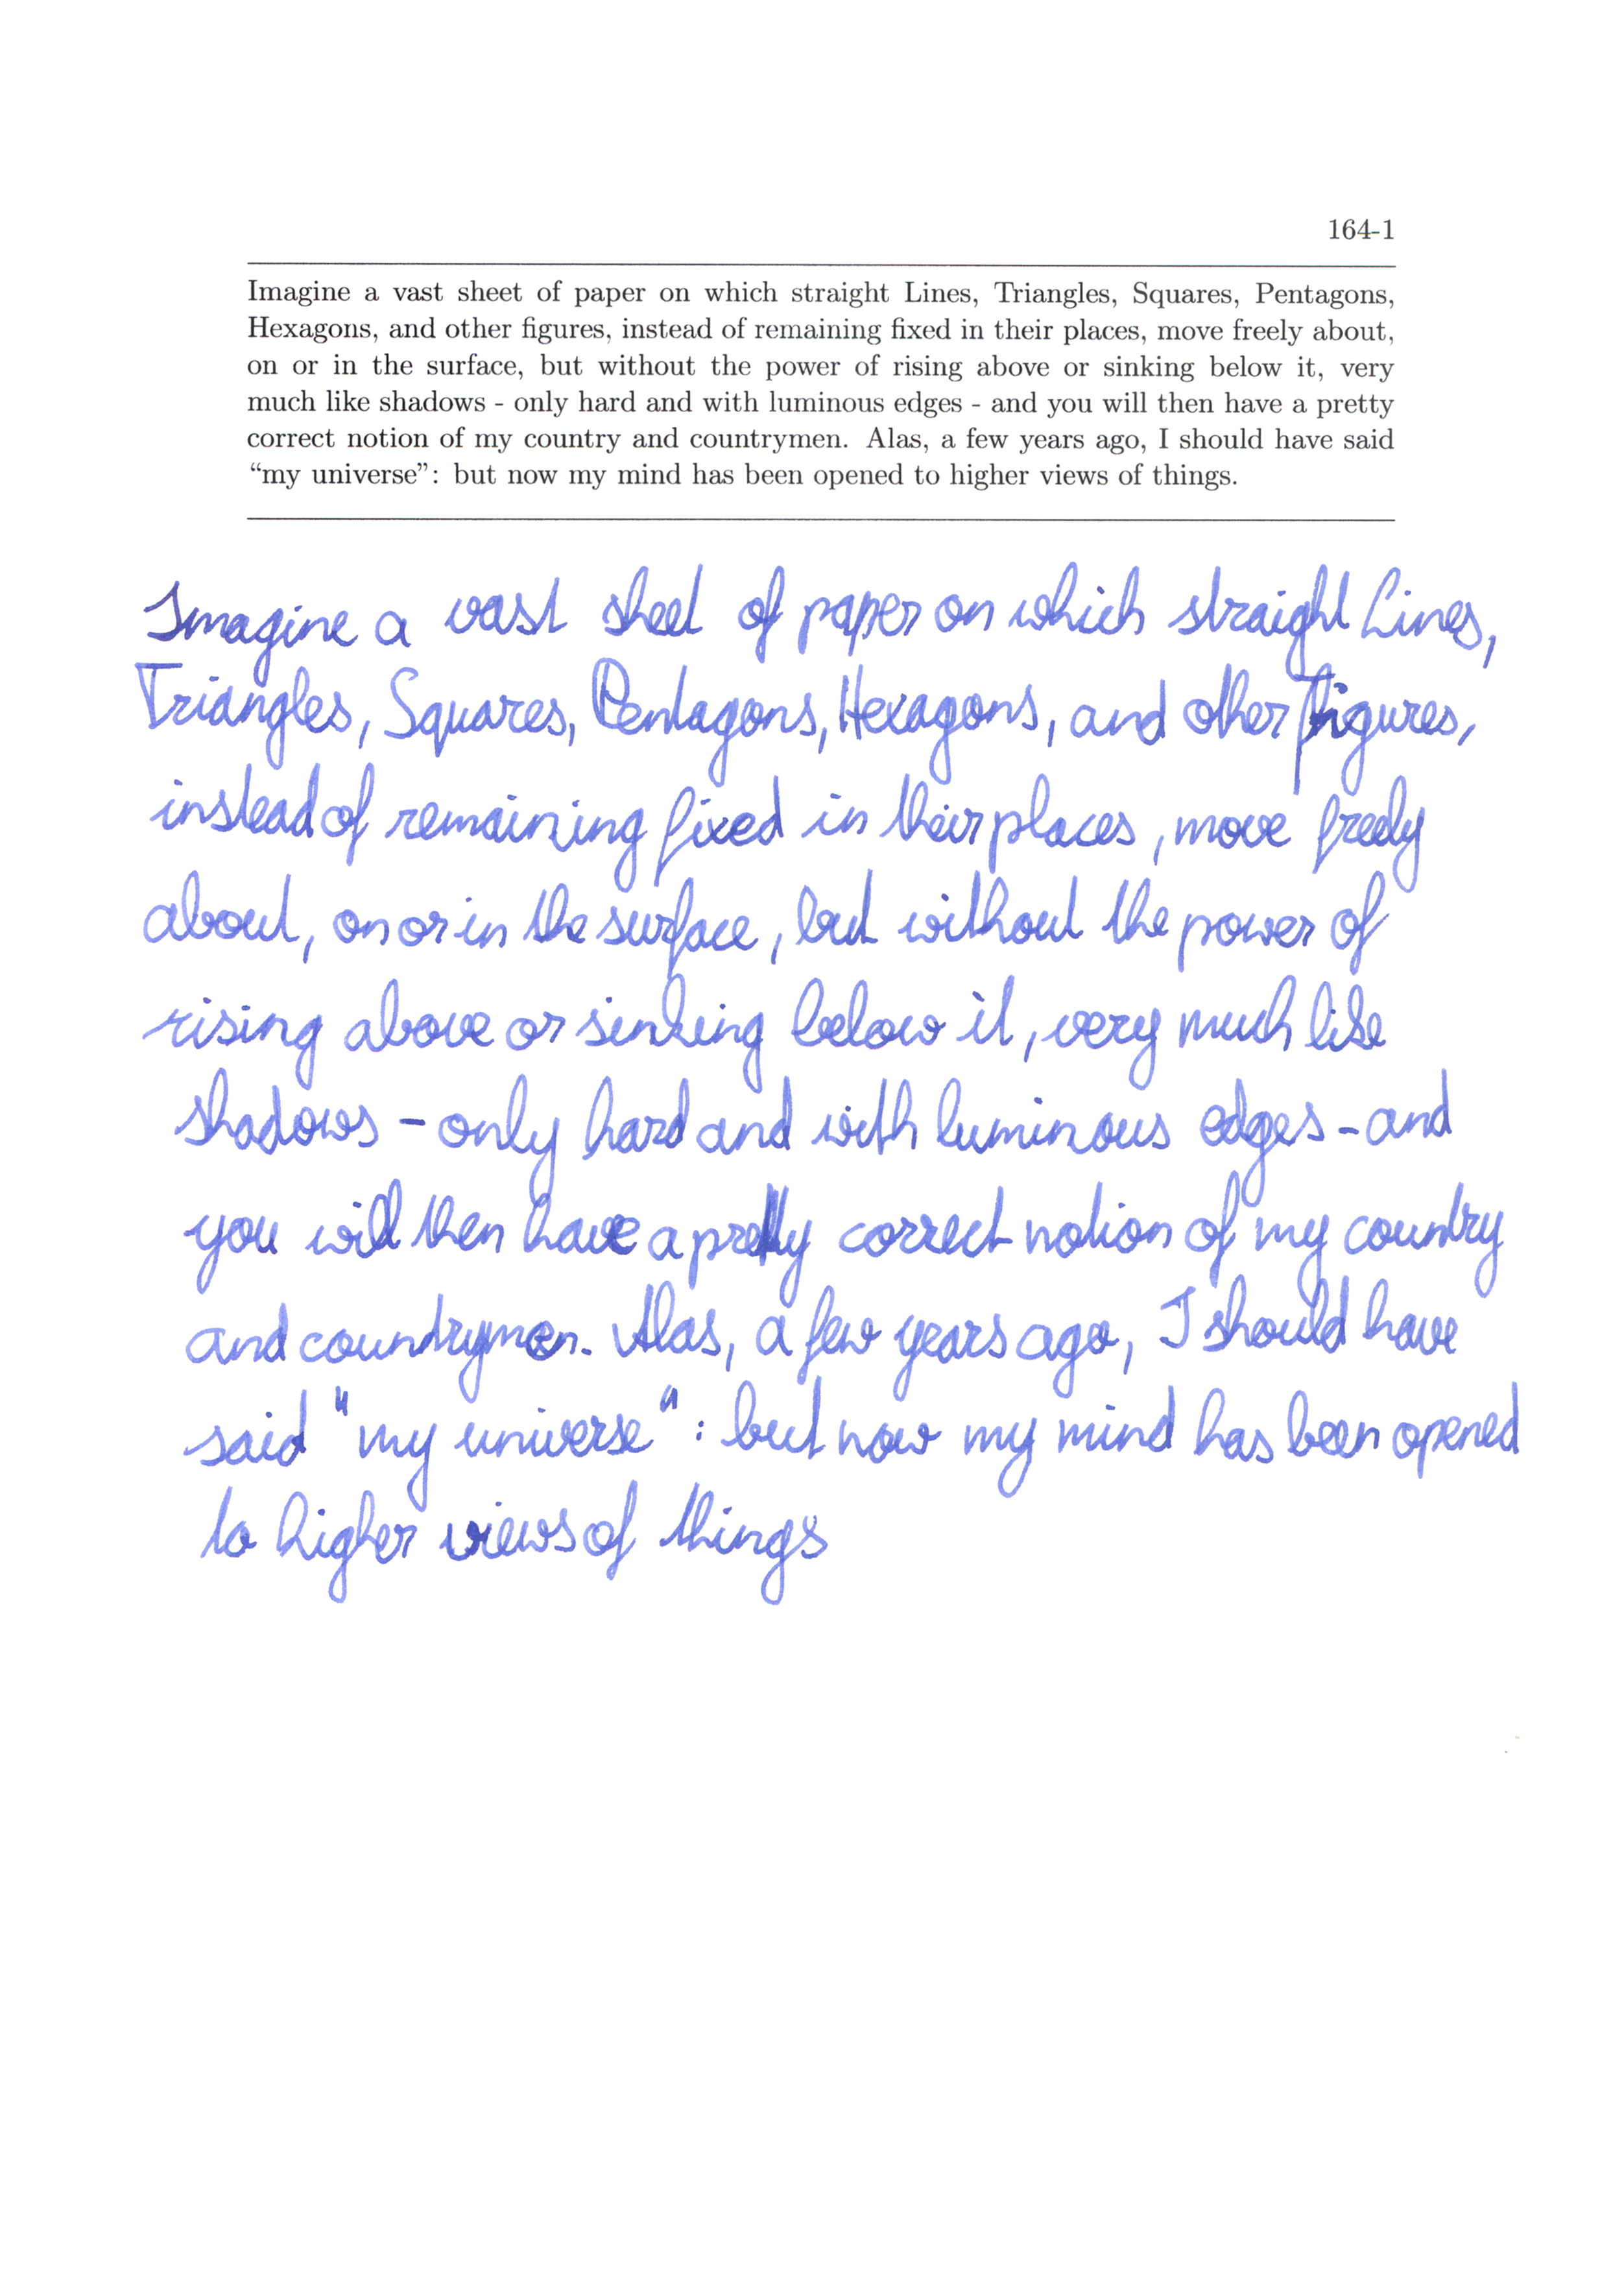 164-1
Imagine a vast sheet of paper on which straight Lines, Triangles, Squares, Pentagons,
Hexagons, and other figures, instead of remaining fixed in their places, move freely about,
on or in the surface, but without the power of rising above or sinking below it, very
much like shadows - only hard and with luminous edges - and you will then have a pretty
correct notion of my country and countrymen. Alas, a few years ago, I should have said
“my universe”: but now my mind has been opened to higher views of things.
Imagine a vast sheet of paper on which straight Lines,
Triangles, Squares, Pentagons, Hexagons, and other figures,
instead of remaining fixed in their places, move freely
about, on or in the surface, but without the power of
rising above or sinking below it, very much like
shadows - only hard and with luminous edges - and
you will then have a pretty correct notion of my country
and countrymen. Alas, a few years ago, I should have
said "my universe": but now my mind has been opened
to higher views of things